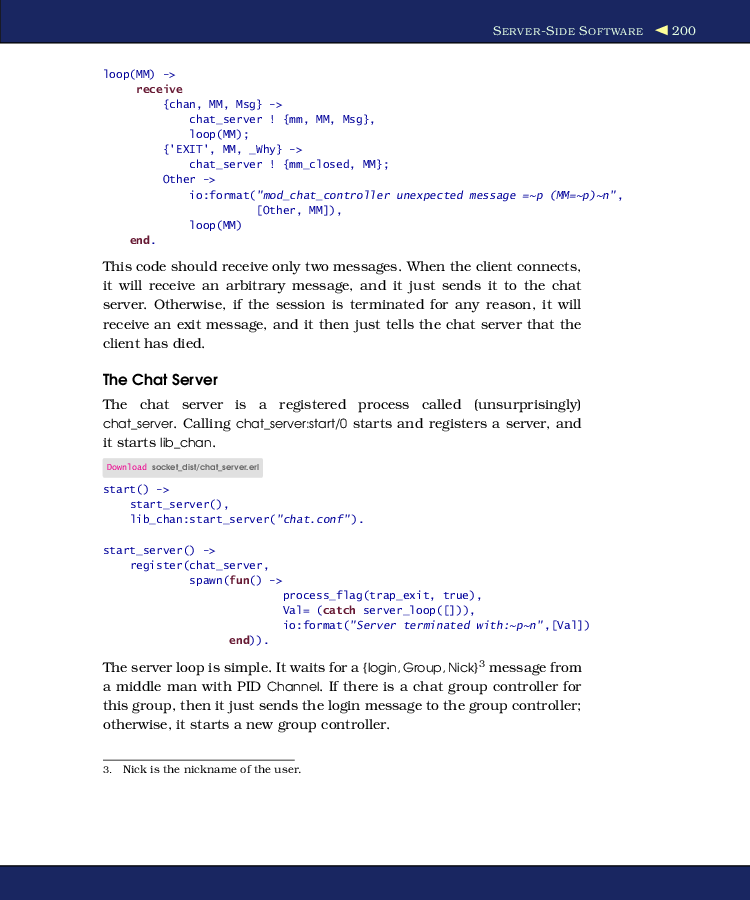 SERVER-SIDE SOFTWARE ◀ 200
loop(MM) ->
receive
{chan, MM, Msg} ->
chat_server ! {mm, MM, Msg},
loop(MM);
{'EXIT', MM, _Why} ->
chat_server ! {mm_closed, MM};
Other ->
io:format("mod_chat_controller unexpected message =~p (MM=~p)~n",
[Other, MM]),
loop(MM)
end.
This code should receive only two messages. When the client connects,
it will receive an arbitrary message, and it just sends it to the chat
server. Otherwise, if the session is terminated for any reason, it will
receive an exit message, and it then just tells the chat server that the
client has died.
The Chat Server
The chat server is a registered process called (unsurprisingly)
chat_server. Calling chat_server:start/0 starts and registers a server, and
it starts lib_chan.
Download socket_dist/chat_server.erl
start() ->
start_server(),
lib_chan:start_server("chat.conf").
start_server() ->
register(chat_server,
spawn(fun() ->
process_flag(trap_exit, true),
Val= (catch server_loop([])),
io:format("Server terminated with:~p~n",[Val])
end)).
The server loop is simple. It waits for a {login, Group, Nick}3 message from
a middle man with PID Channel. If there is a chat group controller for
this group, then it just sends the login message to the group controller;
otherwise, it starts a new group controller.
3. Nick is the nickname of the user.